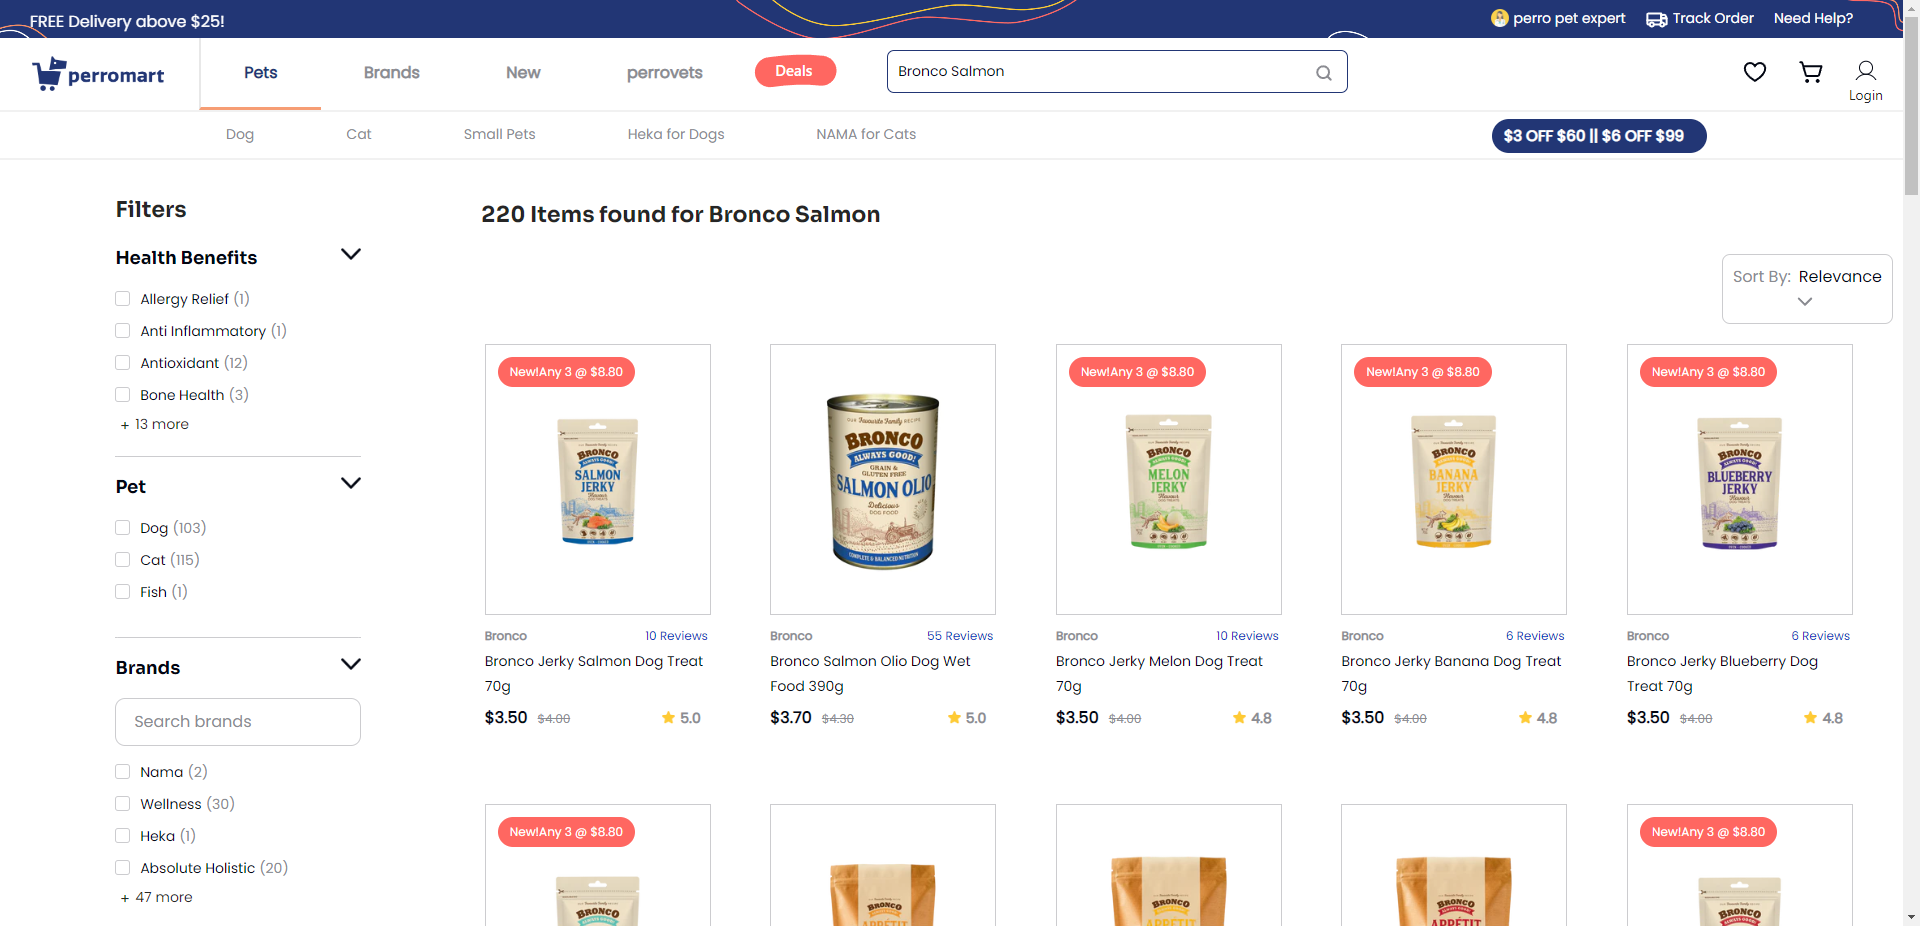 FREE Delivery above $25!
perro pet expert
Track Order
Need Help?
perromart
Pets
Brands
New
perrovets
Deals
Bronco Salmon
Login
Dog
Cat
Small Pets
Heka for Dogs
NAMA for Cats
$3 OFF $60 || $6 OFF $99
Filters
Health Benefits
Allergy Relief (1)
Anti Inflammatory (1)
Antioxidant (12)
Bone Health (3)
+ 13 more
Pet
Dog (103)
Cat (115)
Fish (1)
Brands
Search brands
Nama (2)
Wellness (30)
Heka (1)
Absolute Holistic (20)
+ 47 more
220 Items found for Bronco Salmon
Sort By: Relevance
New!Any 3 @ $8.80
BRONCO
SALMON
JERKY
Bronco
10 Reviews
Bronco Jerky Salmon Dog Treat
70g
$3.50 $4.00
5.0
OUR Favourite Family RECIPE
BRONCO
ALWAYS GOOD!
GRAIN &
GLUTEN FREE
SALMON OLIO
Delicious
DOG FOOD
COMPLETE & BALANCED NUTRITION
Bronco
55 Reviews
Bronco Salmon Olio Dog Wet
Food 390g
$3.70 $4.30
5.0
New!Any 3 @ $8.80
BRONCO
MELON
JERKY
Bronco
10 Reviews
Bronco Jerky Melon Dog Treat
70g
$3.50 $4.00
4.8
New!Any 3 @ $8.80
BRONCO
BANANA
JERKY
Bronco
6 Reviews
Bronco Jerky Banana Dog Treat
70g
$3.50 $4.00
4.8
New!Any 3 @ $8.80
BRONCO
BLUEBERRY
JERKY
Bronco
6 Reviews
Bronco Jerky Blueberry Dog
Treat 70g
$3.50 $4.00
4.8
New!Any 3 @ $8.80
BRONCO
BRONCO
APPÉTIT
BRONCO
APPÉTIT
BRONCO
APPÉTIT
New!Any 3 @ $8.80
BRONCO